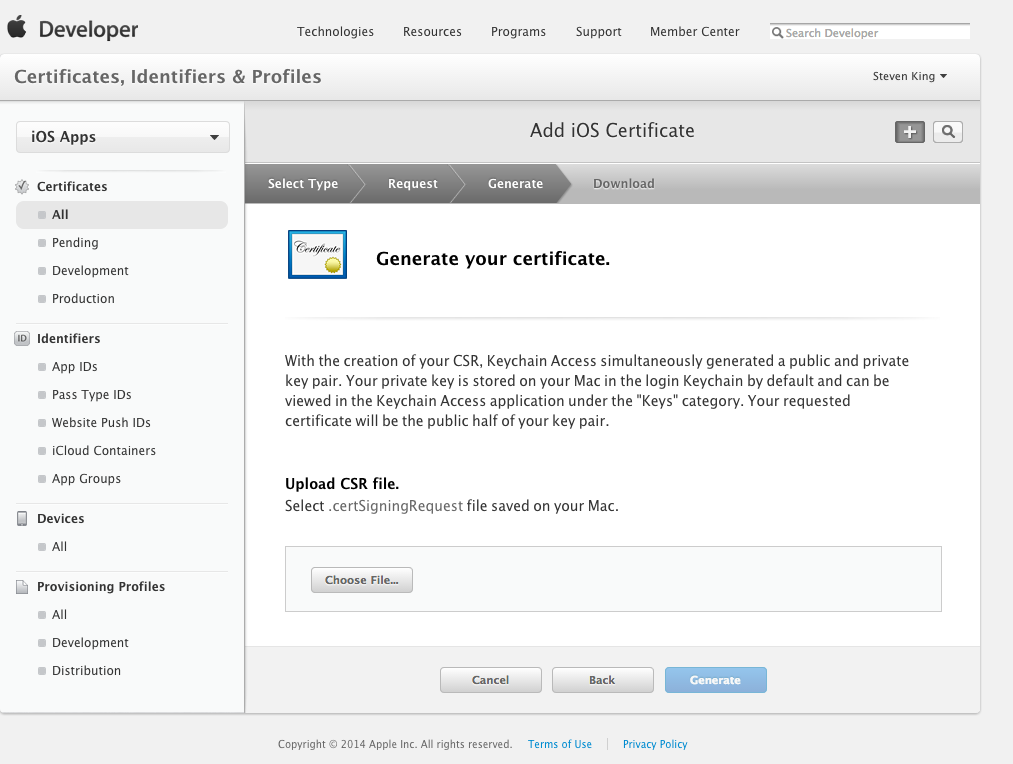 Developer
Technologies
Resources
Programs
Support
Member Center
Search Developer
Certificates, Identifiers & Profiles
Steven King
iOS Apps
Certificates
All
Pending
Development
Production
ID Identifiers
App IDs
Pass Type IDs
Website Push IDs
iCloud Containers
App Groups
Devices
All
Provisioning Profiles
All
Development
Distribution
Add iOS Certificate
Select Type
Request
Generate
Download
Certificate
Generate your certificate.
With the creation of your CSR, Keychain Access simultaneously generated a public and private
key pair. Your private key is stored on your Mac in the login Keychain by default and can be
viewed in the Keychain Access application under the "Keys" category. Your requested
certificate will be the public half of your key pair.
Upload CSR file.
Select .certSigningRequest file saved on your Mac.
Choose File...
Cancel
Back
Generate
Copyright © 2014 Apple Inc. All rights reserved.
Terms of Use
Privacy Policy